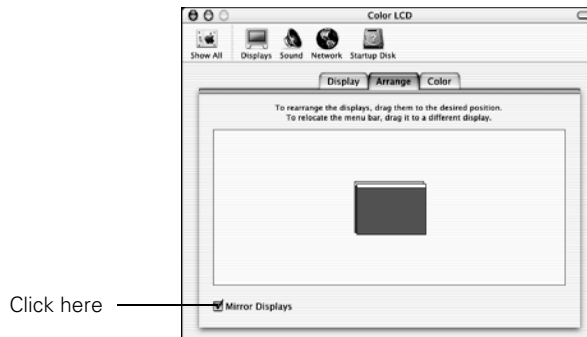 Color LCD
Show All Displays Sound Network Startup Disk
Display Arrange Color
To rearrange the displays, drag them to the desired position.
To relocate the menu bar, drag it to a different display.
Click here
Mirror Displays